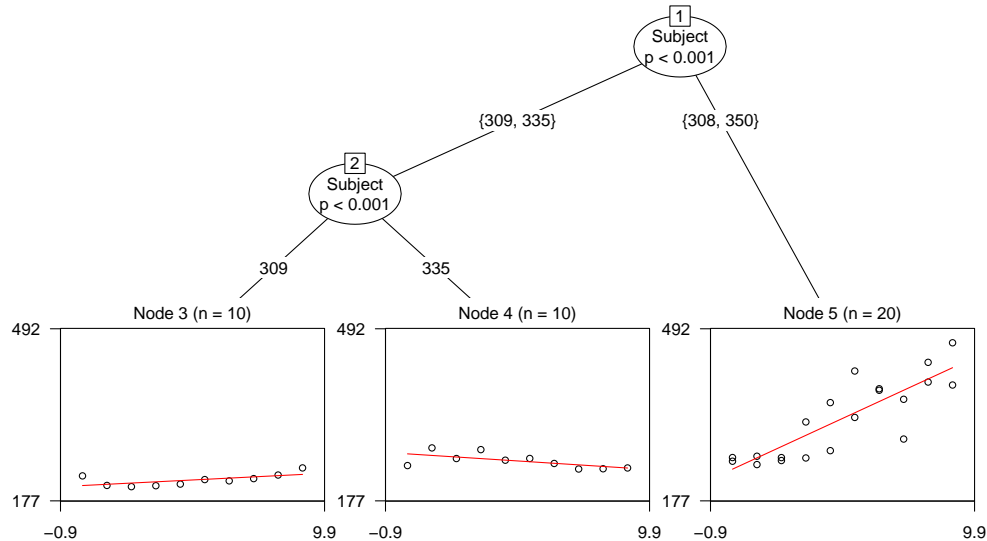 1
Subject
p < 0.001
{309, 335}
{308, 350}
2
Subject
p < 0.001
309
335
Node 3 (n = 10)
492
177
−0.9
9.9
Node 4 (n = 10)
492
177
−0.9
9.9
Node 5 (n = 20)
492
177
−0.9
9.9